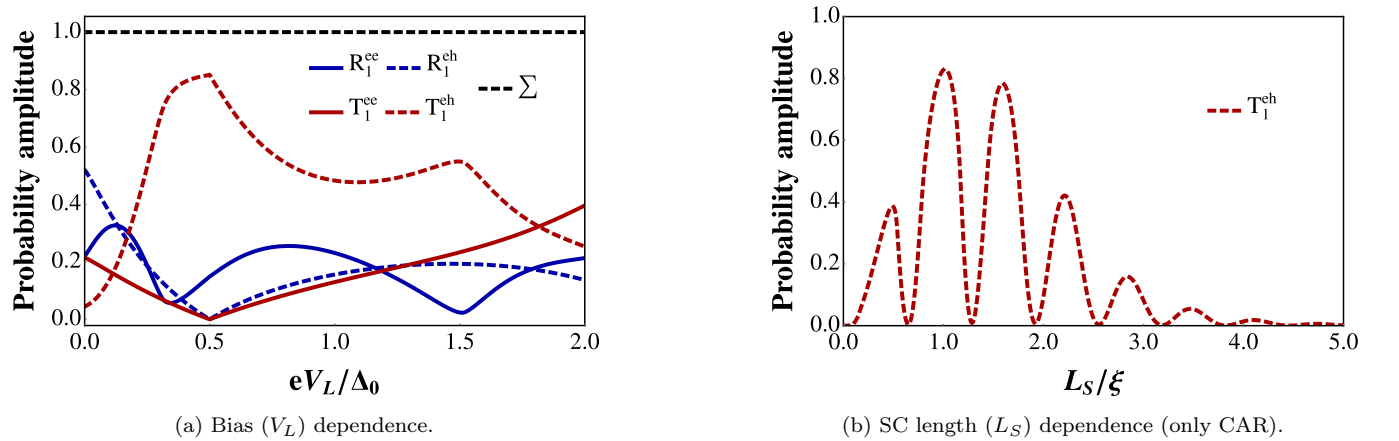 Probability amplitude
1.0
0.8
0.6
0.4
0.2
0.0
R₁ᵉᵉ R₁ᵉʰ
T₁ᵉᵉ T₁ᵉʰ
∑
0.0 0.5 1.0 1.5 2.0
eV_L/Δ₀
(a) Bias (V_L) dependence.
Probability amplitude
1.0
0.8
0.6
0.4
0.2
0.0
T₁ᵉʰ
0.0 1.0 2.0 3.0 4.0 5.0
L_S/ξ
(b) SC length (L_S) dependence (only CAR).